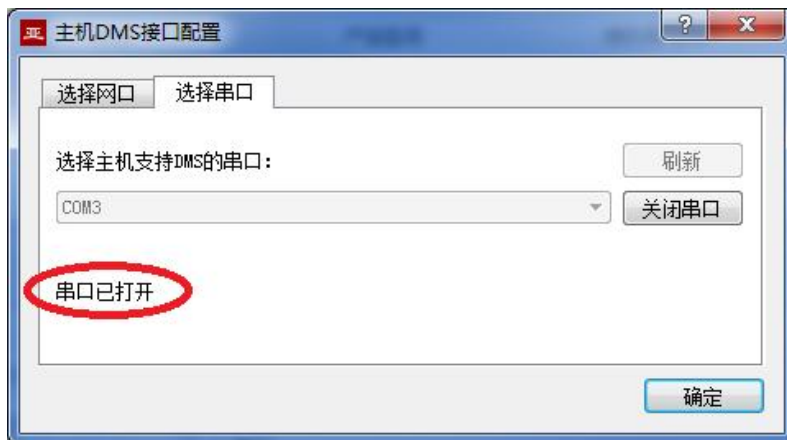 亚 主机DMS接口配置 ? X
选择网口 选择串口
选择主机支持DMS的串口: 刷新
COM3 关闭串口
串口已打开
确定